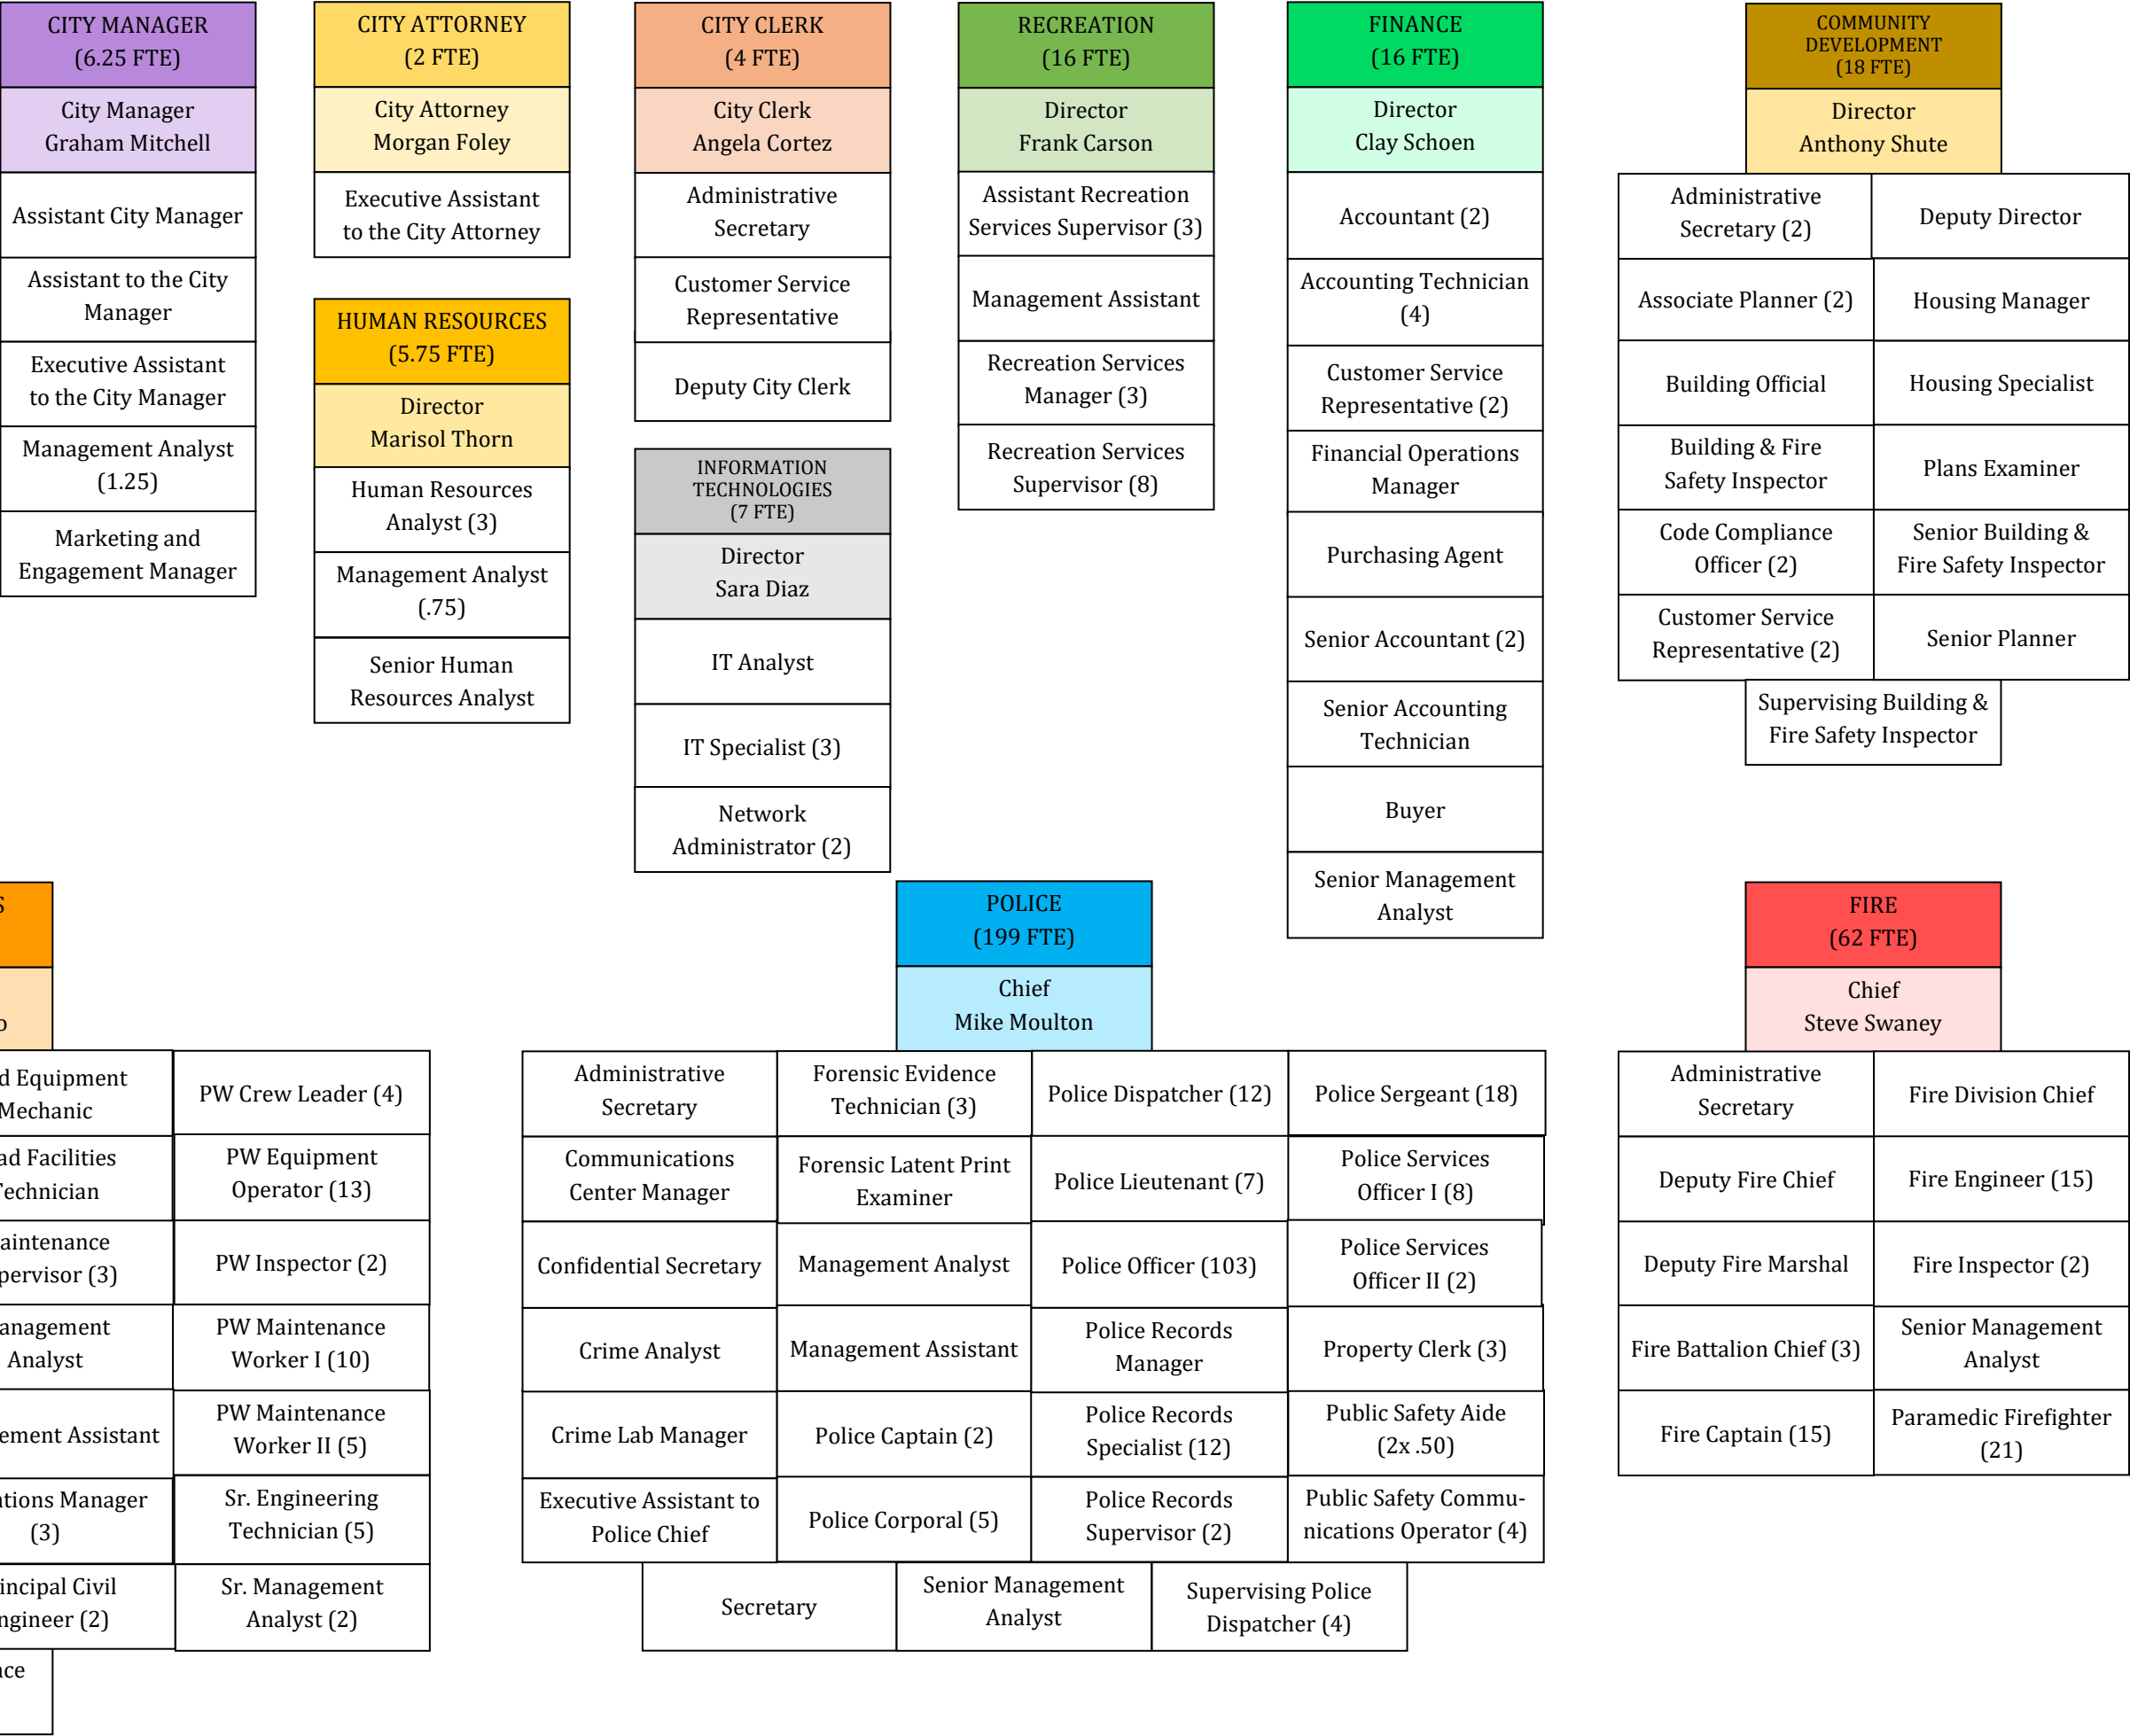 CITY MANAGER
(6.25 FTE)
City Manager
Graham Mitchell
Assistant City Manager
Assistant to the City
Manager
Executive Assistant
to the City Manager
Management Analyst
(1.25)
Marketing and
Engagement Manager
CITY ATTORNEY
(2 FTE)
City Attorney
Morgan Foley
Executive Assistant
to the City Attorney
HUMAN RESOURCES
(5.75 FTE)
Director
Marisol Thorn
Human Resources
Analyst (3)
Management Analyst
(.75)
Senior Human
Resources Analyst
CITY CLERK
(4 FTE)
City Clerk
Angela Cortez
Administrative
Secretary
Customer Service
Representative
Deputy City Clerk
INFORMATION
TECHNOLOGIES
(7 FTE)
Director
Sara Diaz
IT Analyst
IT Specialist (3)
Network
Administrator (2)
RECREATION
(16 FTE)
Director
Frank Carson
Assistant Recreation
Services Supervisor (3)
Management Assistant
Recreation Services
Manager (3)
Recreation Services
Supervisor (8)
FINANCE
(16 FTE)
Director
Clay Schoen
Accountant (2)
Accounting Technician
(4)
Customer Service
Representative (2)
Financial Operations
Manager
Purchasing Agent
Senior Accountant (2)
Senior Accounting
Technician
Buyer
Senior Management
Analyst
COMMUNITY
DEVELOPMENT
(18 FTE)
Director
Anthony Shute
Administrative
Secretary (2)
Associate Planner (2)
Building Official
Building & Fire
Safety Inspector
Code Compliance
Officer (2)
Customer Service
Representative (2)
Deputy Director
Housing Manager
Housing Specialist
Plans Examiner
Senior Building &
Fire Safety Inspector
Senior Planner
Supervising Building &
Fire Safety Inspector
Equipment
Mechanic
Facilities
(3)
Analyst
Assistant
Manager
(3)
Civil
(2)
PW Crew Leader (4)
PW Equipment
Operator (13)
PW Inspector (2)
PW Maintenance
Worker I (10)
PW Maintenance
Worker II (5)
Sr. Engineering
Technician (5)
Sr. Management
Analyst (2)
POLICE
(199 FTE)
Chief
Mike Moulton
Administrative
Secretary
Communications
Center Manager
Confidential Secretary
Crime Analyst
Crime Lab Manager
Executive Assistant to
Police Chief
Forensic Evidence
Technician (3)
Forensic Latent Print
Examiner
Management Analyst
Management Assistant
Police Captain (2)
Police Corporal (5)
Police Dispatcher (12)
Police Lieutenant (7)
Police Officer (103)
Police Records
Manager
Police Records
Specialist (12)
Police Records
Supervisor (2)
Police Sergeant (18)
Police Services
Officer I (8)
Police Services
Officer II (2)
Property Clerk (3)
Public Safety Aide
(2x .50)
Public Safety Commu-
nications Operator (4)
Secretary
Senior Management
Analyst
Supervising Police
Dispatcher (4)
FIRE
(62 FTE)
Chief
Steve Swaney
Administrative
Secretary
Deputy Fire Chief
Deputy Fire Marshal
Fire Battalion Chief (3)
Fire Captain (15)
Fire Division Chief
Fire Engineer (15)
Fire Inspector (2)
Senior Management
Analyst
Paramedic Firefighter
(21)